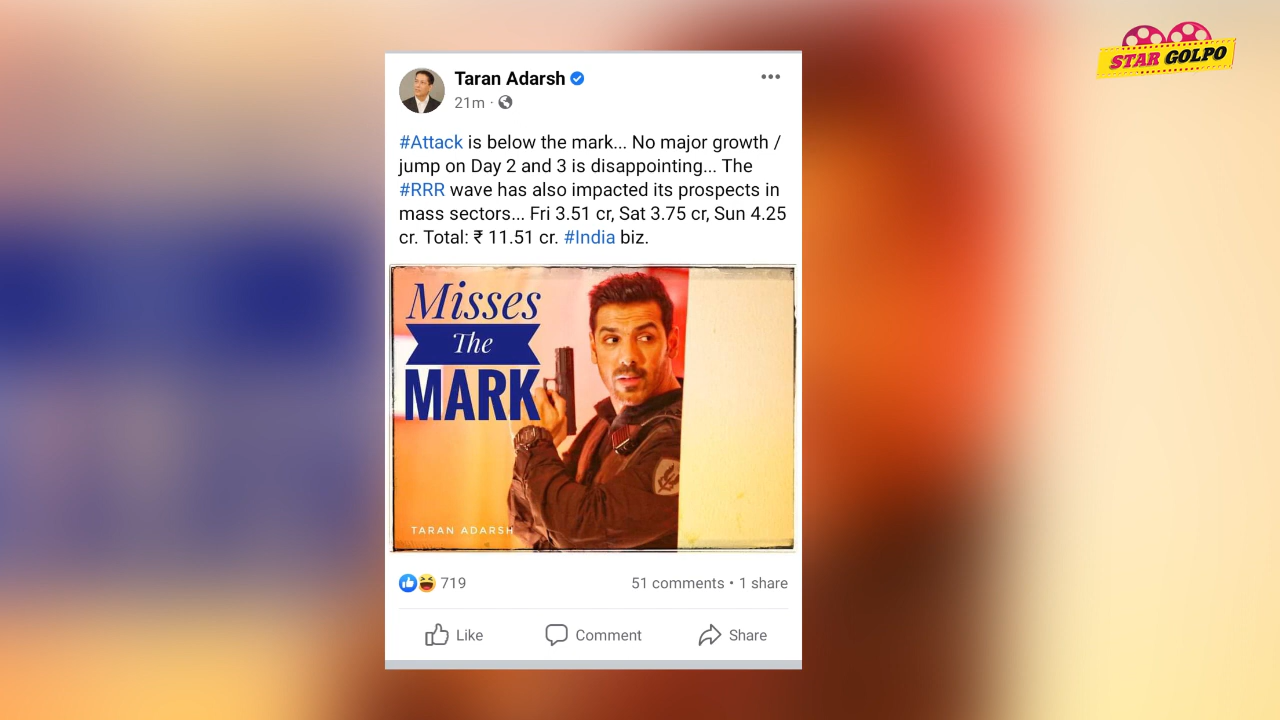 STAR GOLPO
Taran Adarsh
21m ·
#Attack is below the mark... No major growth /
jump on Day 2 and 3 is disappointing... The
#RRR wave has also impacted its prospects in
mass sectors... Fri 3.51 cr, Sat 3.75 cr, Sun 4.25
cr. Total: ₹ 11.51 cr. #India biz.
Misses
The
MARK
TARAN ADARSH
719
51 comments • 1 share
Like
Comment
Share